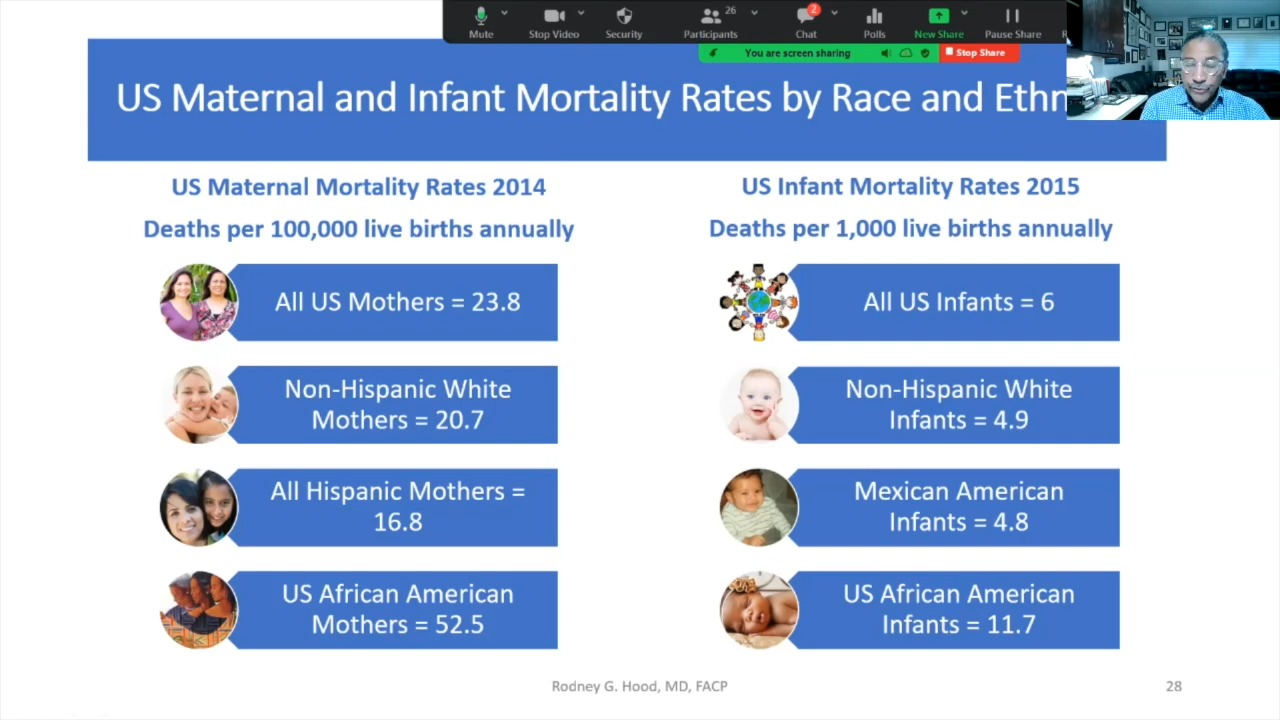 26
2
Mute
Stop Video
Security
Participants
Chat
Polls
New Share
Pause Share
You are screen sharing
Stop Share
US Maternal and Infant Mortality Rates by Race and
US Maternal Mortality Rates 2014
Deaths per 100,000 live births annually
All US Mothers = 23.8
Non-Hispanic White
Mothers = 20.7
All Hispanic Mothers =
16.8
US African American
Mothers = 52.5
US Infant Mortality Rates 2015
Deaths per 1,000 live births annually
All US Infants = 6
Non-Hispanic White
Infants = 4.9
Mexican American
Infants = 4.8
US African American
Infants = 11.7
Rodney G. Hood, MD, FACP
28